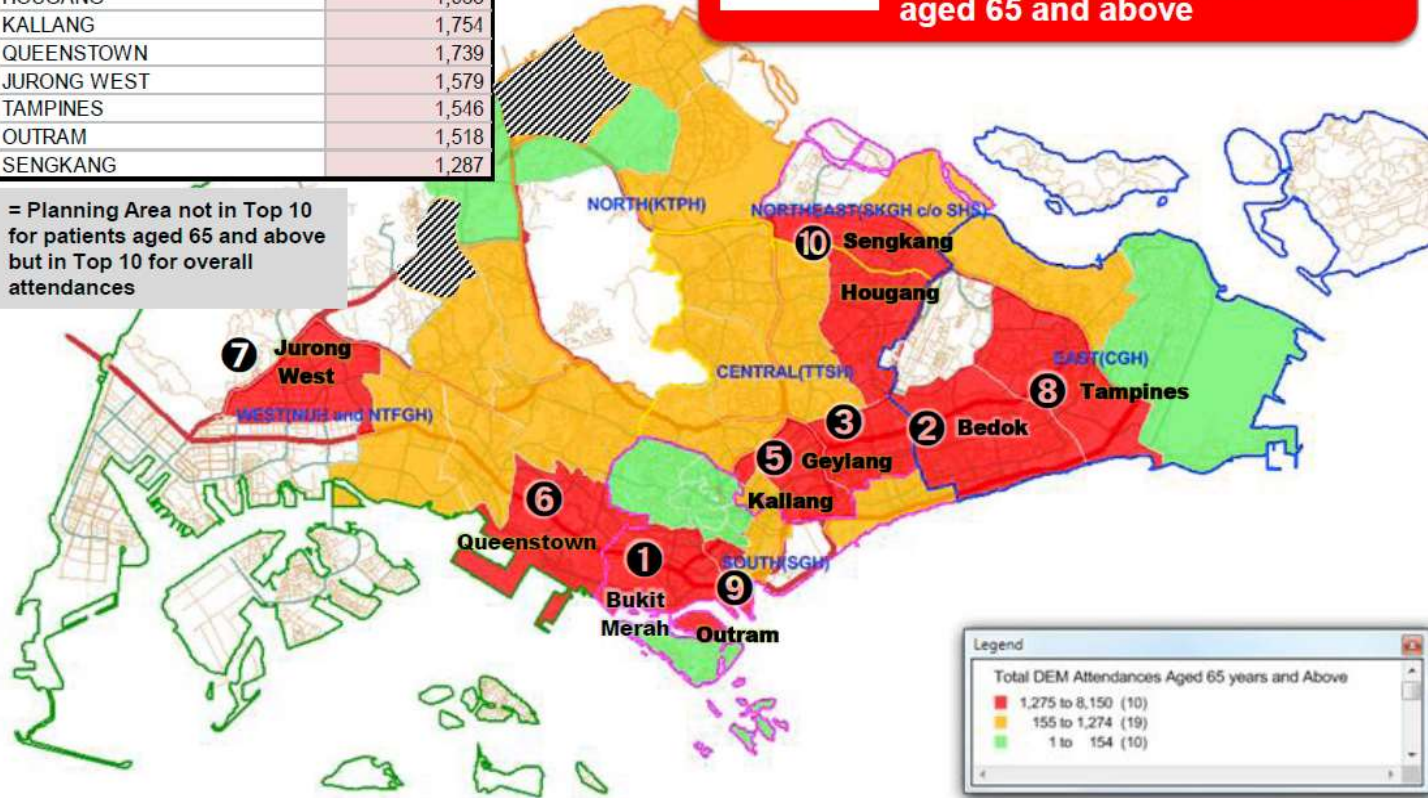 KALLANG 1,754
QUEENSTOWN 1,739
JURONG WEST 1,579
TAMPINES 1,546
OUTRAM 1,518
SENGKANG 1,287
aged 65 and above
= Planning Area not in Top 10
for patients aged 65 and above
but in Top 10 for overall
attendances
NORTH(KTPH)
NORTHEAST(SKGH c/o SHS)
10 Sengkang
Hougang
7 Jurong
West
WEST(NUH and NTFGH)
CENTRAL(TTSH)
EAST(CGH)
8 Tampines
3
2 Bedok
5 Geylang
Kallang
6
Queenstown
1
Bukit
Merah
SOUTH(SGH)
9
Outram
Legend
Total DEM Attendances Aged 65 years and Above
1,275 to 8,150 (10)
155 to 1,274 (19)
1 to 154 (10)